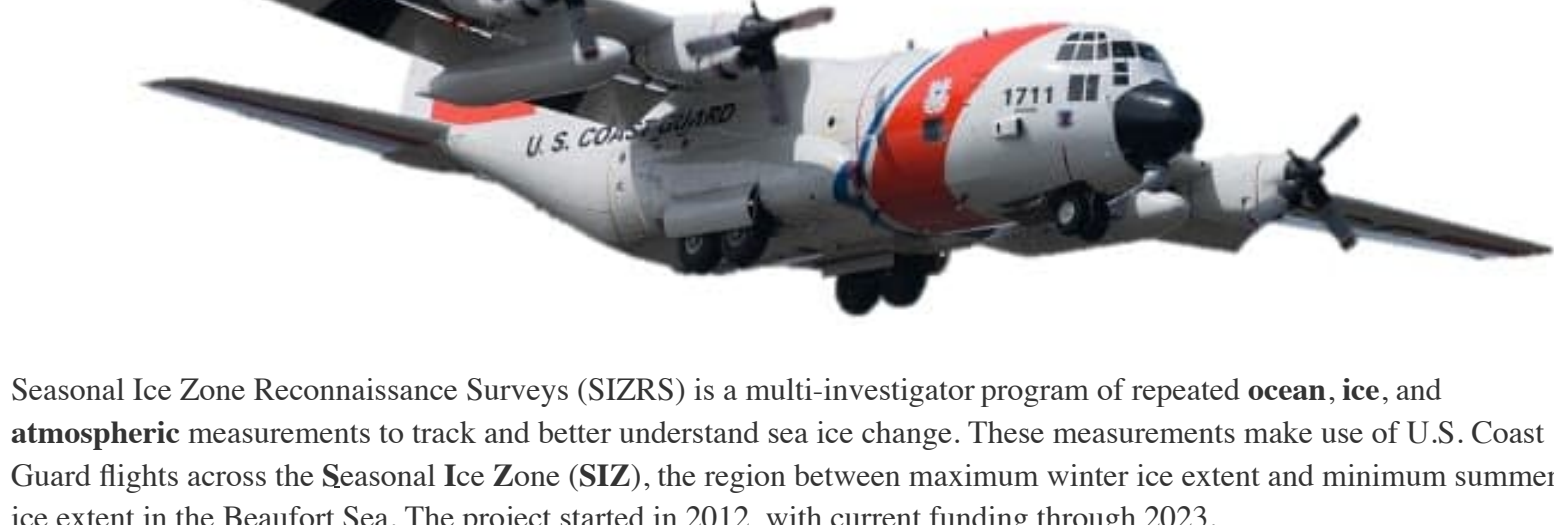 1711
U. S. COAST GUARD
Seasonal Ice Zone Reconnaissance Surveys (SIZRS) is a multi-investigator program of repeated ocean, ice, and
atmospheric measurements to track and better understand sea ice change. These measurements make use of U.S. Coast
Guard flights across the Seasonal Ice Zone (SIZ), the region between maximum winter ice extent and minimum summer
ice extent in the Beaufort Sea. The project started in 2012, with current funding through 2023.